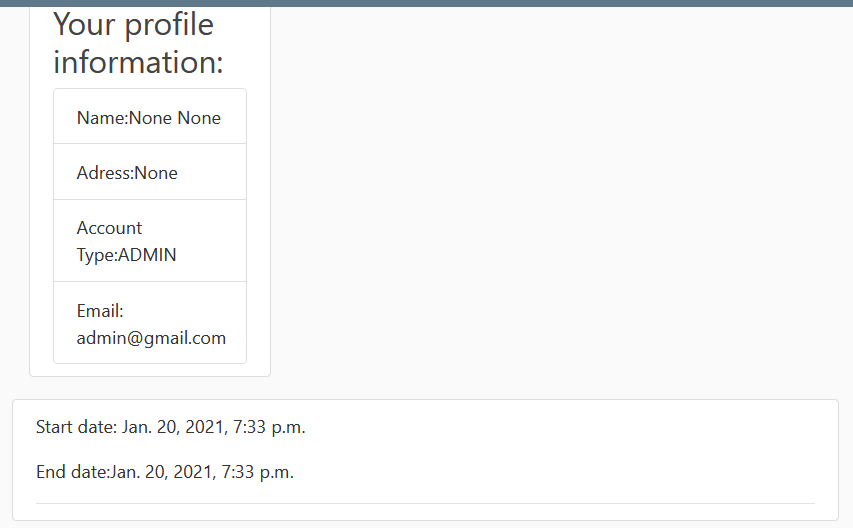 Your profile
information:
Name:None None
Adress:None
Account
Type:ADMIN
Email:
admin@gmail.com
Start date: Jan. 20, 2021, 7:33 p.m.
End date:Jan. 20, 2021, 7:33 p.m.